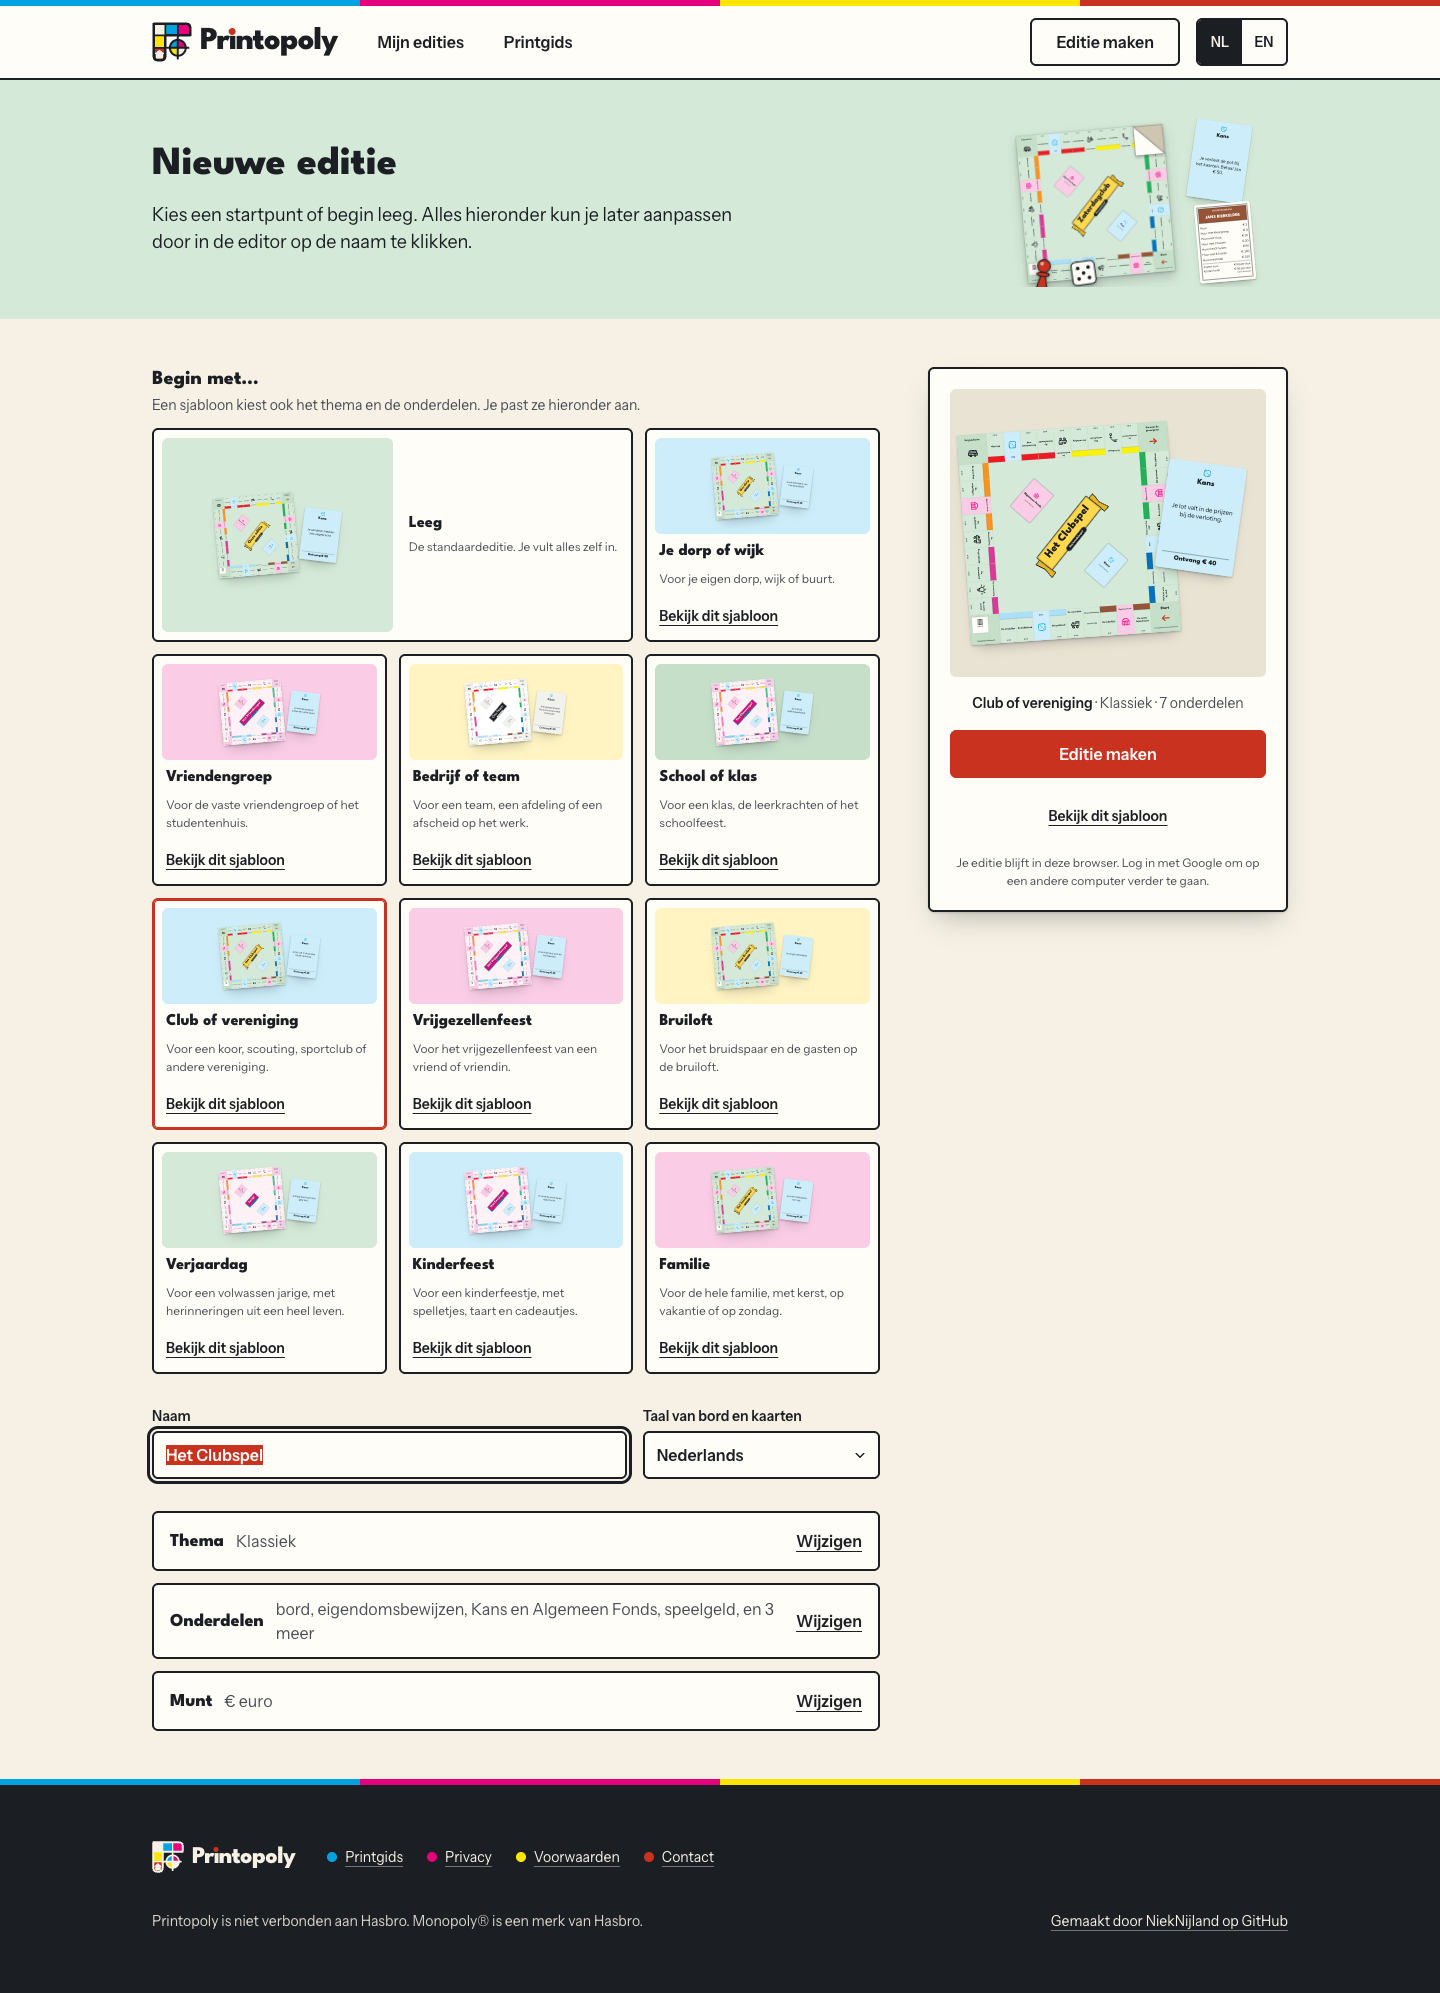 Printopoly
Mijn edities
Printgids
Editie maken
NL
EN
Nieuwe editie
Kies een startpunt of begin leeg. Alles hieronder kun je later aanpassen
door in de editor op de naam te klikken.
Zaterdagclub
Kans
Begin met...
Een sjabloon kiest ook het thema en de onderdelen. Je past ze hieronder aan.
Leeg
De standaardeditie. Je vult alles zelf in.
Je dorp of wijk
Voor je eigen dorp, wijk of buurt.
Bekijk dit sjabloon
Vriendengroep
Voor de vaste vriendengroep of het
studentenhuis.
Bekijk dit sjabloon
Bedrijf of team
Voor een team, een afdeling of een
afscheid op het werk.
Bekijk dit sjabloon
School of klas
Voor een klas, de leerkrachten of het
schoolfeest.
Bekijk dit sjabloon
Club of vereniging
Voor een koor, scouting, sportclub of
andere vereniging.
Bekijk dit sjabloon
Vrijgezellenfeest
Voor het vrijgezellenfeest van een
vriend of vriendin.
Bekijk dit sjabloon
Bruiloft
Voor het bruidspaar en de gasten op
de bruiloft.
Bekijk dit sjabloon
Verjaardag
Voor een volwassen jarige, met
herinneringen uit een heel leven.
Bekijk dit sjabloon
Kinderfeest
Voor een kinderfeestje, met
spelletjes, taart en cadeautjes.
Bekijk dit sjabloon
Familie
Voor de hele familie, met kerst, op
vakantie of op zondag.
Bekijk dit sjabloon
Het Clubspel
Kans
Je lot valt in de prijzen
bij de verloting.
Ontvang € 40
Start
Club of vereniging · Klassiek · 7 onderdelen
Editie maken
Bekijk dit sjabloon
Je editie blijft in deze browser. Log in met Google om op
een andere computer verder te gaan.
Naam
Het Clubspel
Taal van bord en kaarten
Nederlands
Thema Klassiek Wijzigen
Onderdelen bord, eigendomsbewijzen, Kans en Algemeen Fonds, speelgeld, en 3
meer
Wijzigen
Munt € euro Wijzigen
Printopoly
Printgids
Privacy
Voorwaarden
Contact
Printopoly is niet verbonden aan Hasbro. Monopoly® is een merk van Hasbro.
Gemaakt door NiekNijland op GitHub